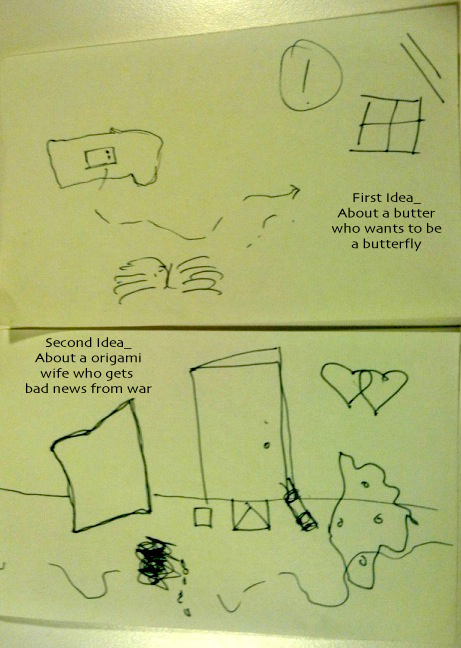 First Idea_
About a butter
who wants to be
a butterfly
Second Idea_
About a origami
wife who gets
bad news from war